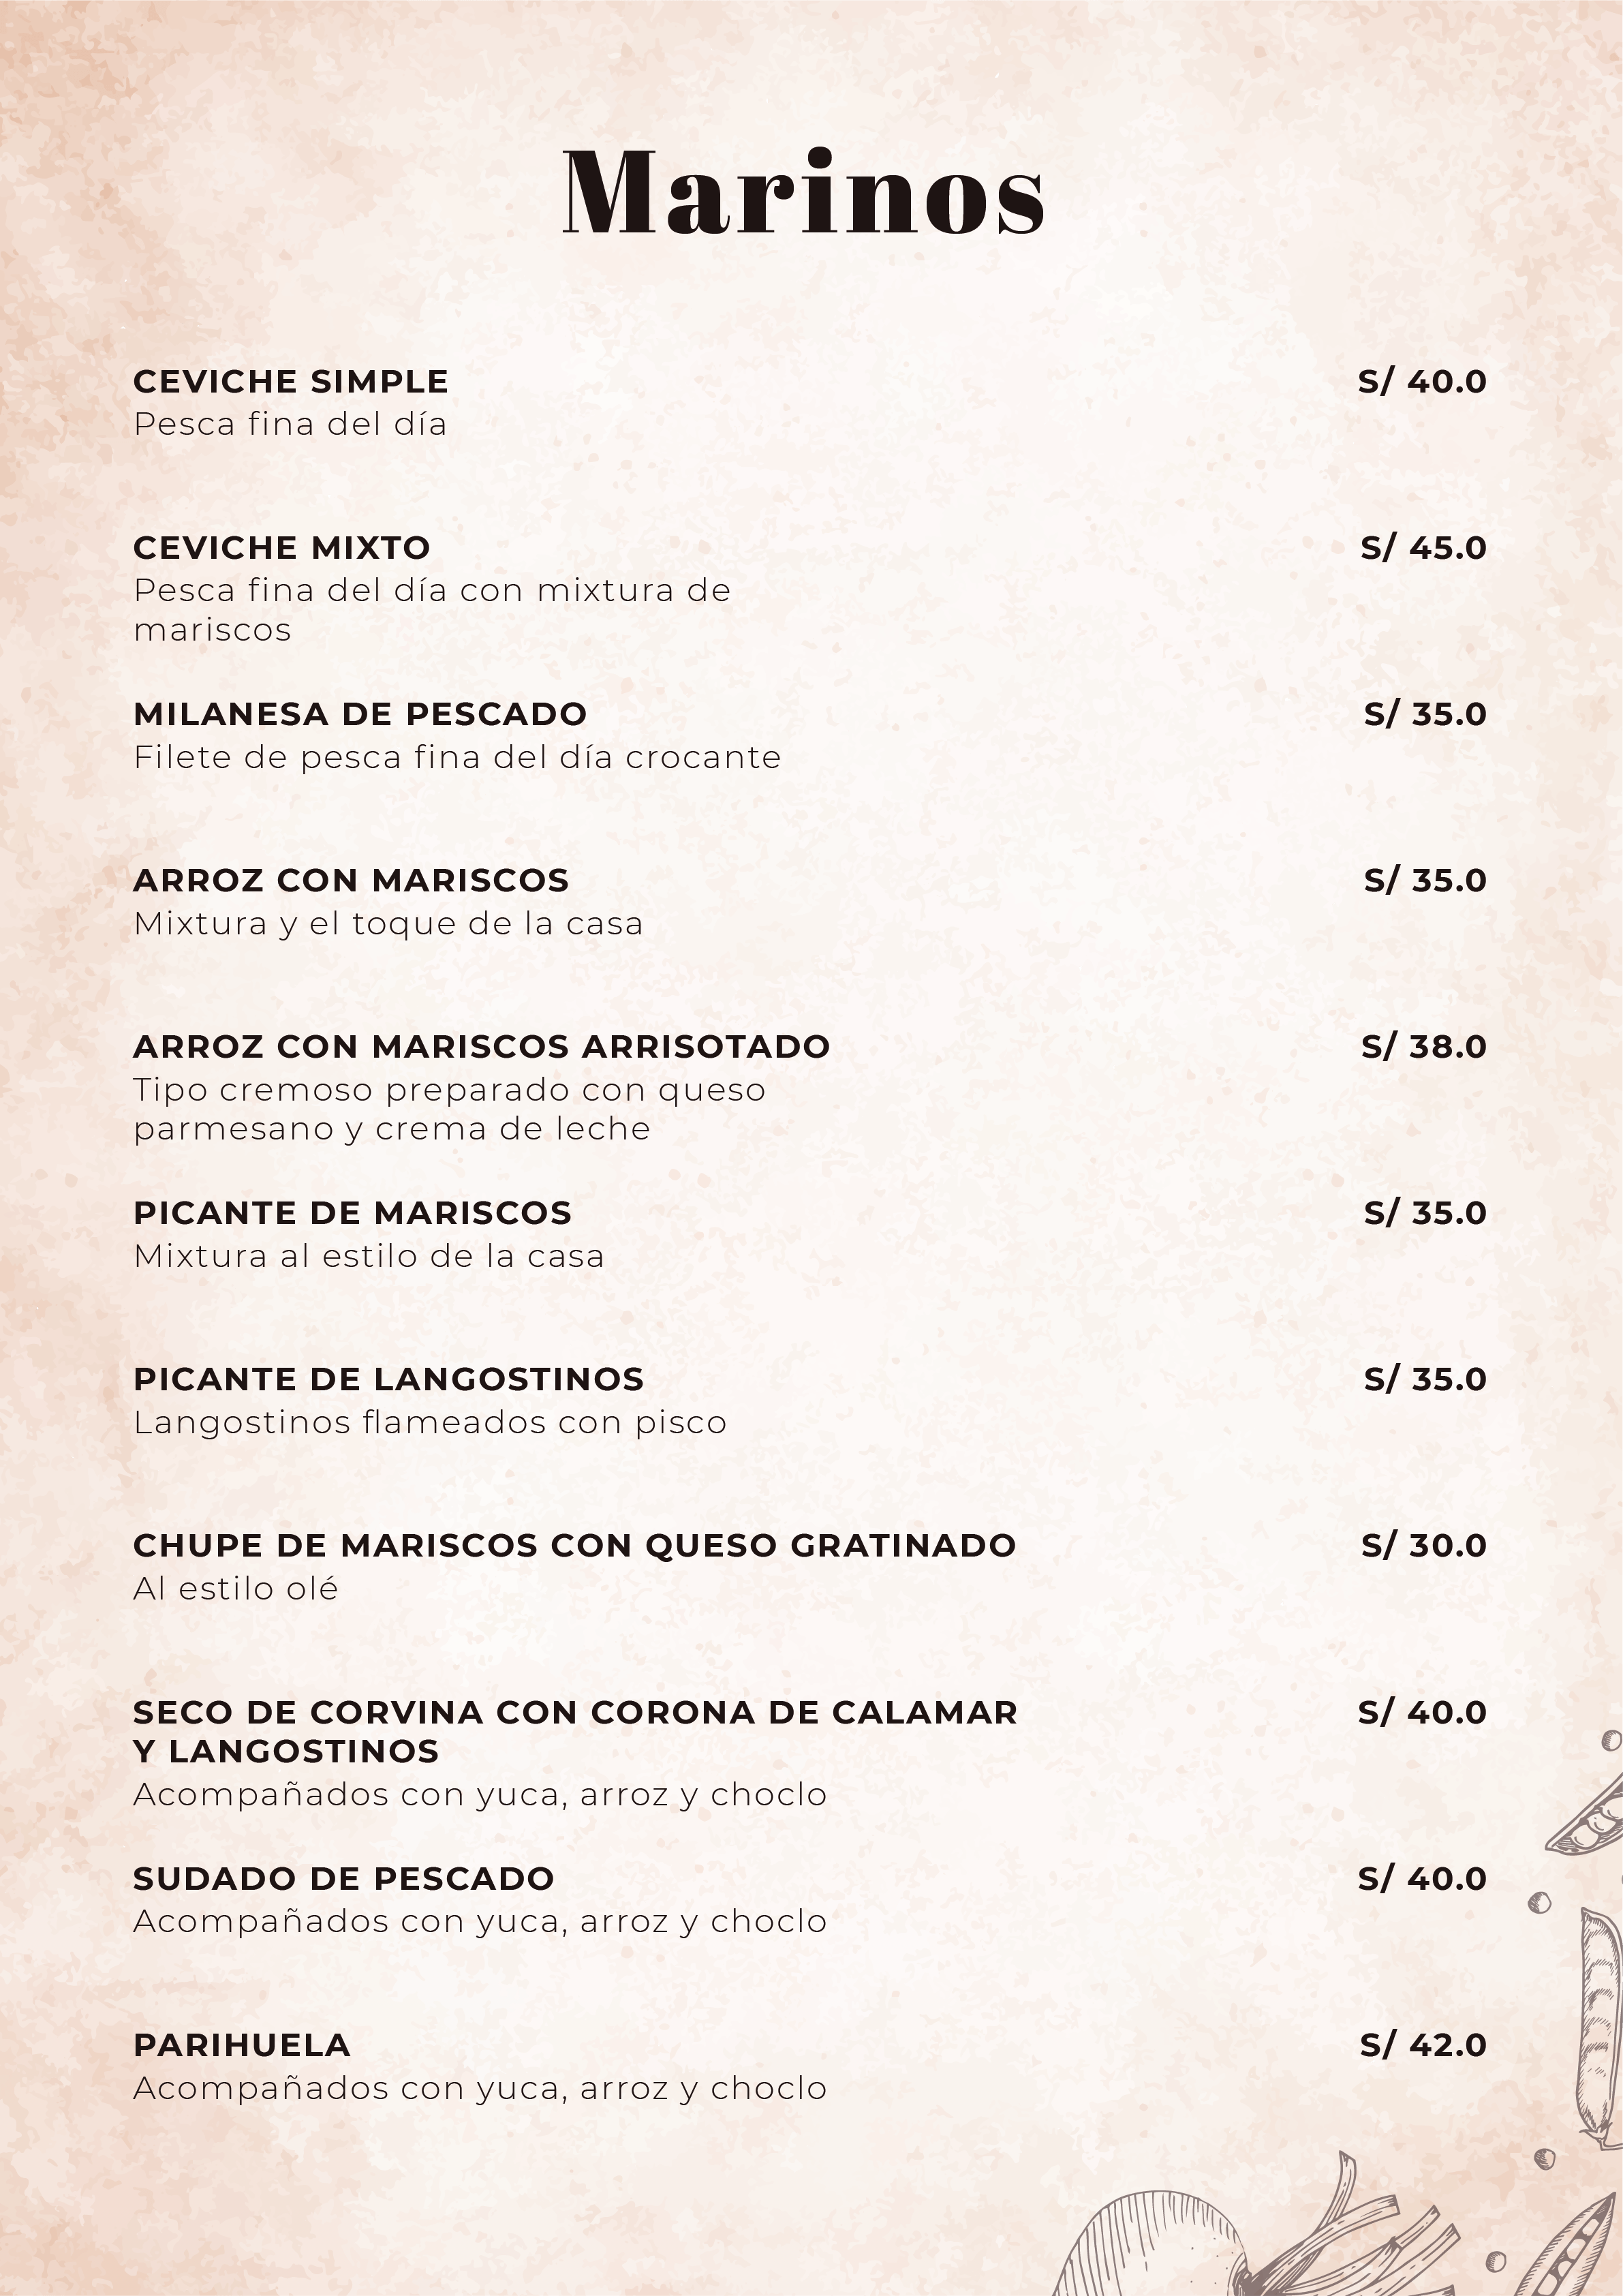 Marinos
CEVICHE SIMPLE S/ 40.0
Pesca fina del día
CEVICHE MIXTO S/ 45.0
Pesca fina del día con mixtura de
mariscos
MILANESA DE PESCADO S/ 35.0
Filete de pesca fina del día crocante
ARROZ CON MARISCOS S/ 35.0
Mixtura y el toque de la casa
ARROZ CON MARISCOS ARRISOTADO S/ 38.0
Tipo cremoso preparado con queso
parmesano y crema de leche
PICANTE DE MARISCOS S/ 35.0
Mixtura al estilo de la casa
PICANTE DE LANGOSTINOS S/ 35.0
Langostinos flameados con pisco
CHUPE DE MARISCOS CON QUESO GRATINADO S/ 30.0
Al estilo olé
SECO DE CORVINA CON CORONA DE CALAMAR S/ 40.0
Y LANGOSTINOS
Acompañados con yuca, arroz y choclo
SUDADO DE PESCADO S/ 40.0
Acompañados con yuca, arroz y choclo
PARIHUELA S/ 42.0
Acompañados con yuca, arroz y choclo